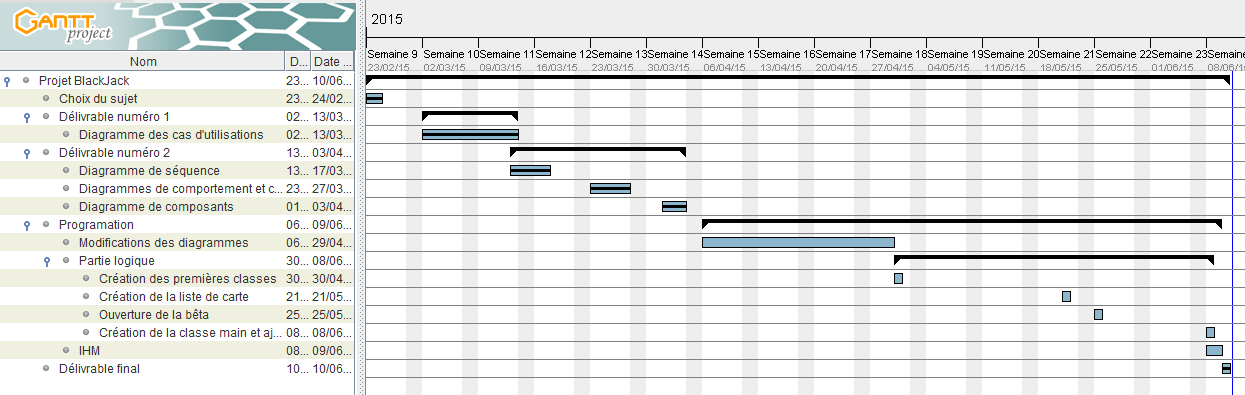 GANTT
project
2015
Semaine 9 Semaine 10 Semaine 11 Semaine 12 Semaine 13 Semaine 14 Semaine 15 Semaine 16 Semaine 17 Semaine 18 Semaine 19 Semaine 20 Semaine 21 Semaine 22 Semaine 23 Semaine
23/02/15 02/03/15 09/03/15 16/03/15 23/03/15 30/03/15 06/04/15 13/04/15 20/04/15 27/04/15 04/05/15 11/05/15 18/05/15 25/05/15 01/06/15 08/06/1
Nom D... Date ...
Projet BlackJack 23... 10/06...
Choix du sujet 23... 24/02...
Délivrable numéro 1 02... 13/03...
Diagramme des cas d'utilisations 02... 13/03...
Délivrable numéro 2 13... 03/04...
Diagramme de séquence 13... 17/03...
Diagrammes de comportement et c... 23... 27/03...
Diagramme de composants 01... 03/04...
Programation 06... 09/06...
Modifications des diagrammes 06... 29/04...
Partie logique 30... 08/06...
Création des premières classes 30... 30/04...
Création de la liste de carte 21... 21/05...
Ouverture de la bêta 25... 25/05...
Création de la classe main et aj... 08... 08/06...
IHM 08... 09/06...
Délivrable final 10... 10/06...